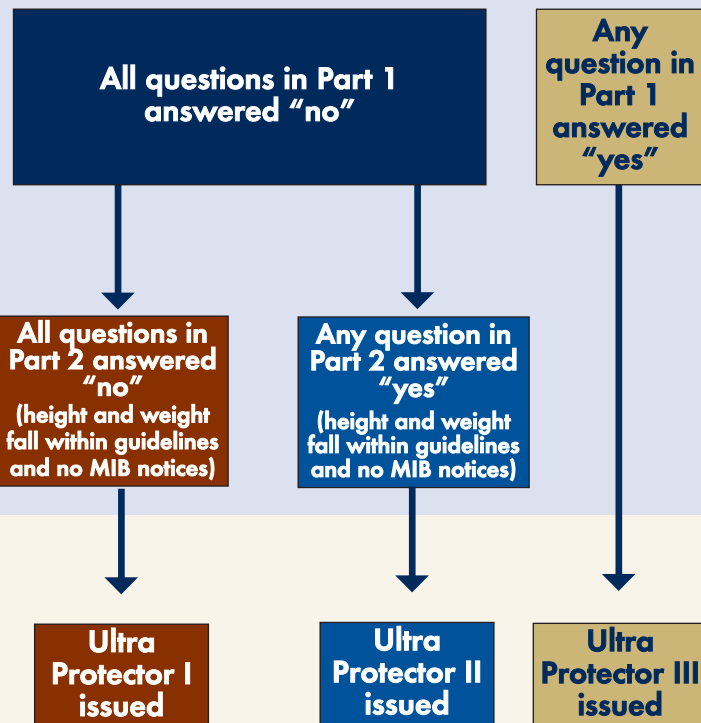 All questions in Part 1
answered “no”
Any
question in
Part 1
answered
“yes”
All questions in
Part 2 answered
“no”
(height and weight
fall within guidelines
and no MIB notices)
Any question in
Part 2 answered
“yes”
(height and weight
fall within guidelines
and no MIB notices)
Ultra
Protector I
issued
Ultra
Protector II
issued
Ultra
Protector III
issued